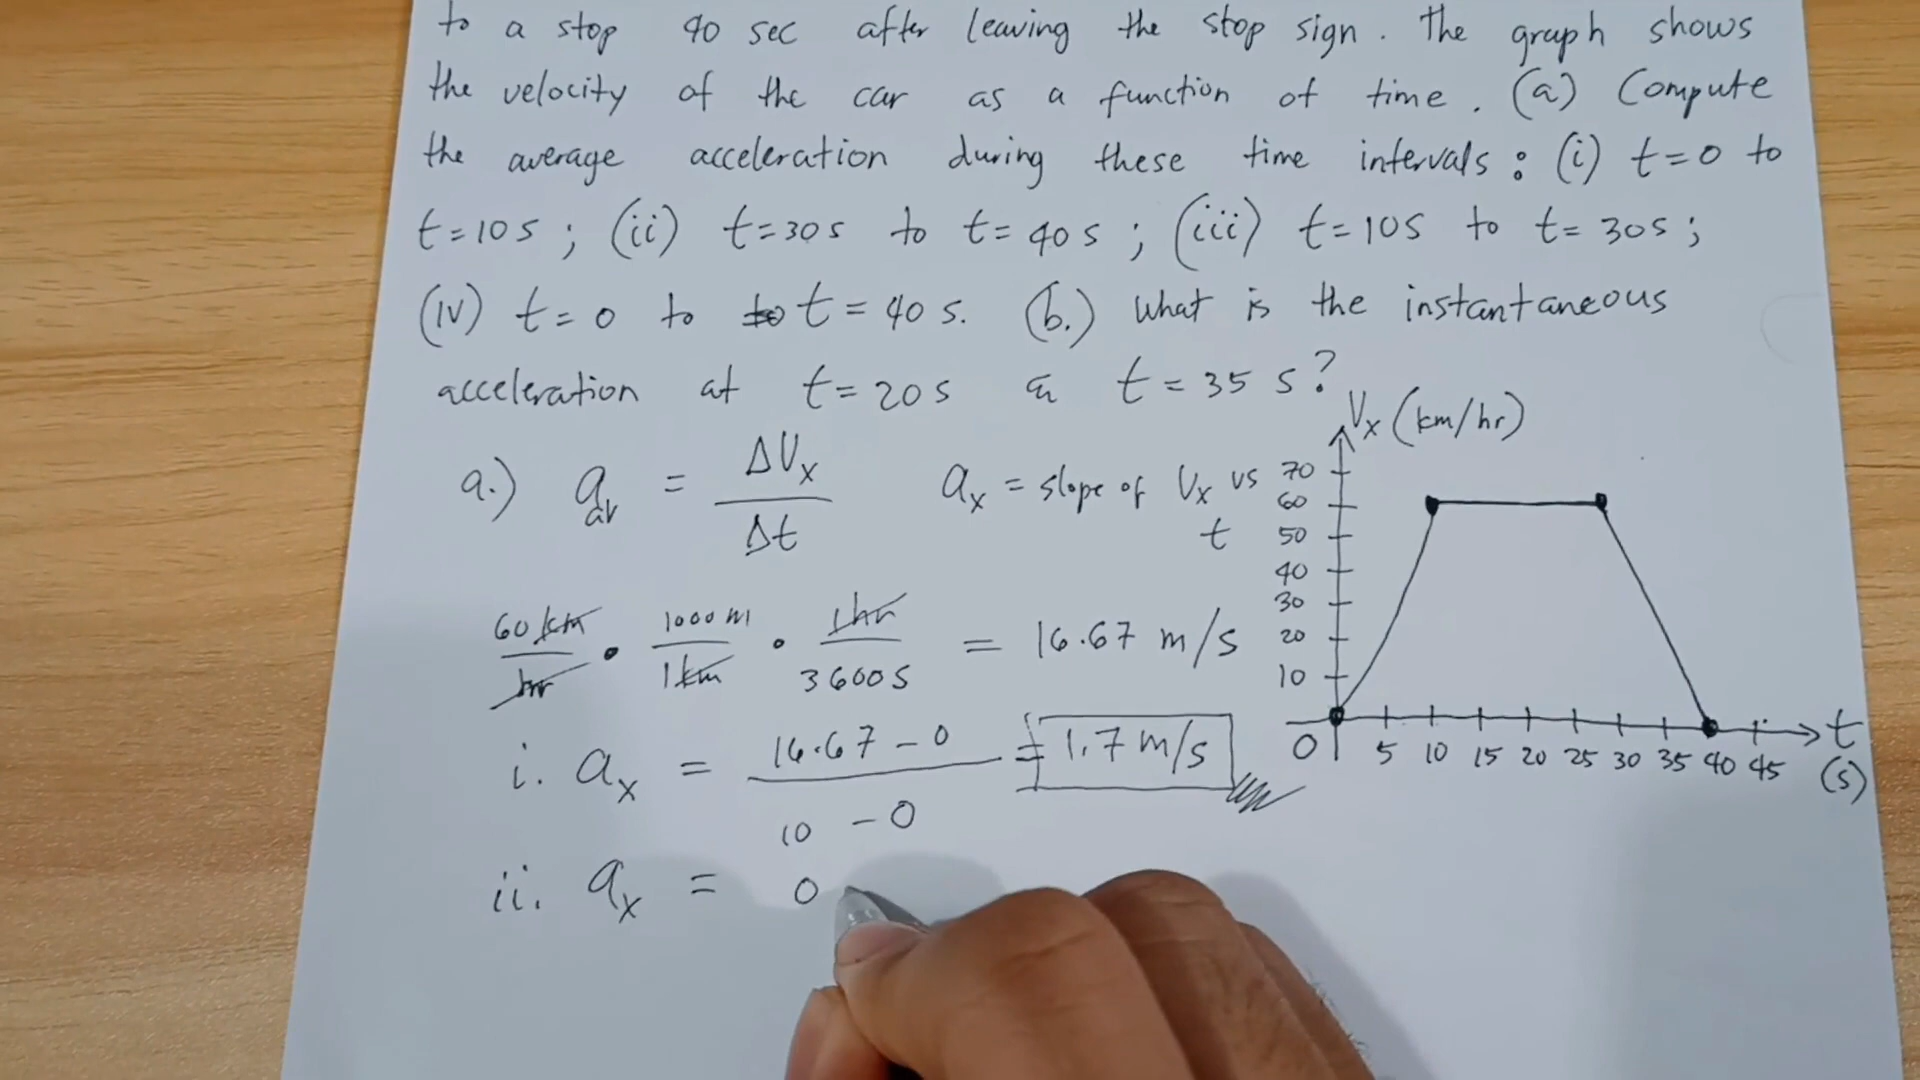 to a stop 40 sec after leaving the stop sign. The graph shows
the velocity of the car as a function of time. (a) Compute
the average acceleration during these time intervals: (i) t=0 to
t=10s; (ii) t=30s to t=40s; (iii) t=10s to t=30s;
(iv) t=0 to t=40s. (b.) What is the instantaneous
acceleration at t=20s & t=35 s?
Vx (km/hr)
a.) a_av = ΔVx / Δt
ax = slope of Vx vs
t
70
60
50
40
30
20
10
60 km/hr • 1000 m/1 km • 1 hr/3600 s = 16.67 m/s
i. ax = 16.67 - 0 / 10 - 0 = 1.7 m/s
0 5 10 15 20 25 30 35 40 45 t
(s)
ii. ax = 0